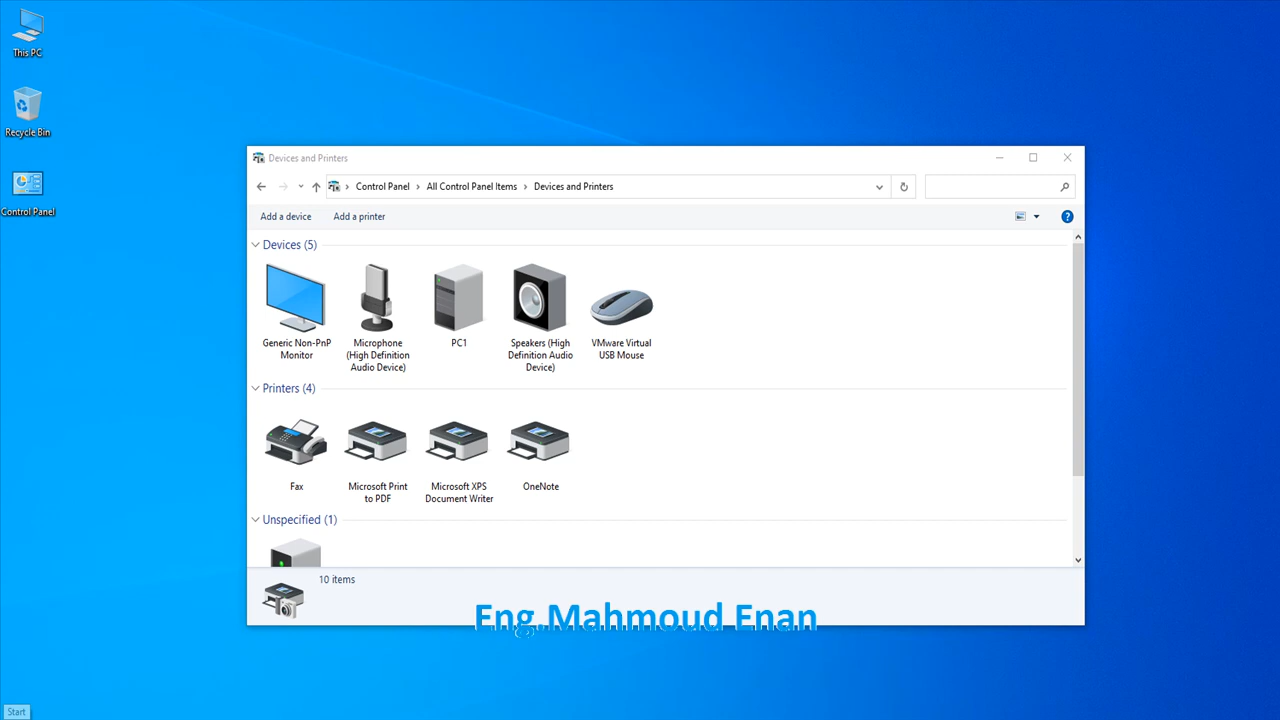 This PC
Recycle Bin
Control Panel
Devices and Printers
Control Panel > All Control Panel Items > Devices and Printers
Add a device Add a printer
Devices (5)
Generic Non-PnP
Monitor
Microphone
(High Definition
Audio Device)
PC1
Speakers (High
Definition Audio
Device)
VMware Virtual
USB Mouse
Printers (4)
Fax
Microsoft Print
to PDF
Microsoft XPS
Document Writer
OneNote
Unspecified (1)
10 items
Eng.Mahmoud Enan
Start